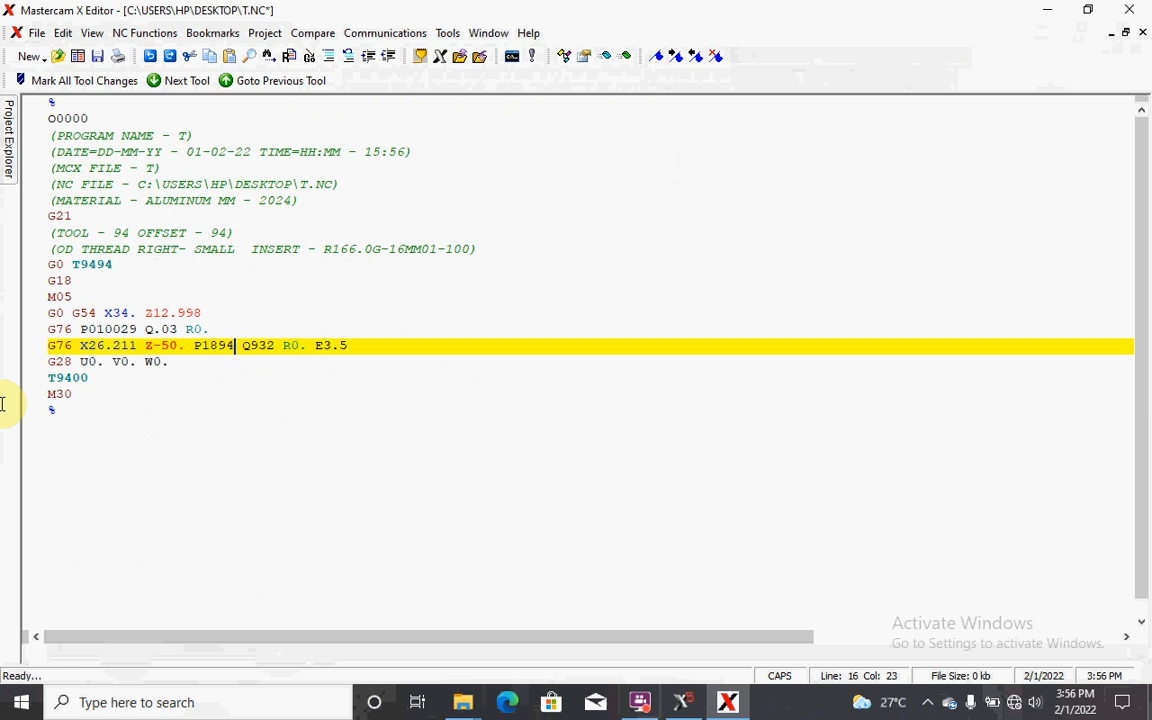 Mastercam X Editor - [C:\USERS\HP\DESKTOP\T.NC*]
File Edit View NC Functions Bookmarks Project Compare Communications Tools Window Help
New
Mark All Tool Changes Next Tool Goto Previous Tool
Project Explorer
%
O0000
(PROGRAM NAME - T)
(DATE=DD-MM-YY - 01-02-22 TIME=HH:MM - 15:56)
(MCX FILE - T)
(NC FILE - C:\USERS\HP\DESKTOP\T.NC)
(MATERIAL - ALUMINUM MM - 2024)
G21
(TOOL - 94 OFFSET - 94)
(OD THREAD RIGHT- SMALL  INSERT - R166.0G-16MM01-100)
G0 T9494
G18
M05
G0 G54 X34. Z12.998
G76 P010029 Q.03 R0.
G76 X26.211 Z-50. P1894 Q932 R0. E3.5
G28 U0. V0. W0.
T9400
M30
%
Activate Windows
Go to Settings to activate Windows.
Ready... CAPS Line: 16 Col: 23 File Size: 0 kb 2/1/2022 3:56 PM
Type here to search 27°C 3:56 PM
2/1/2022